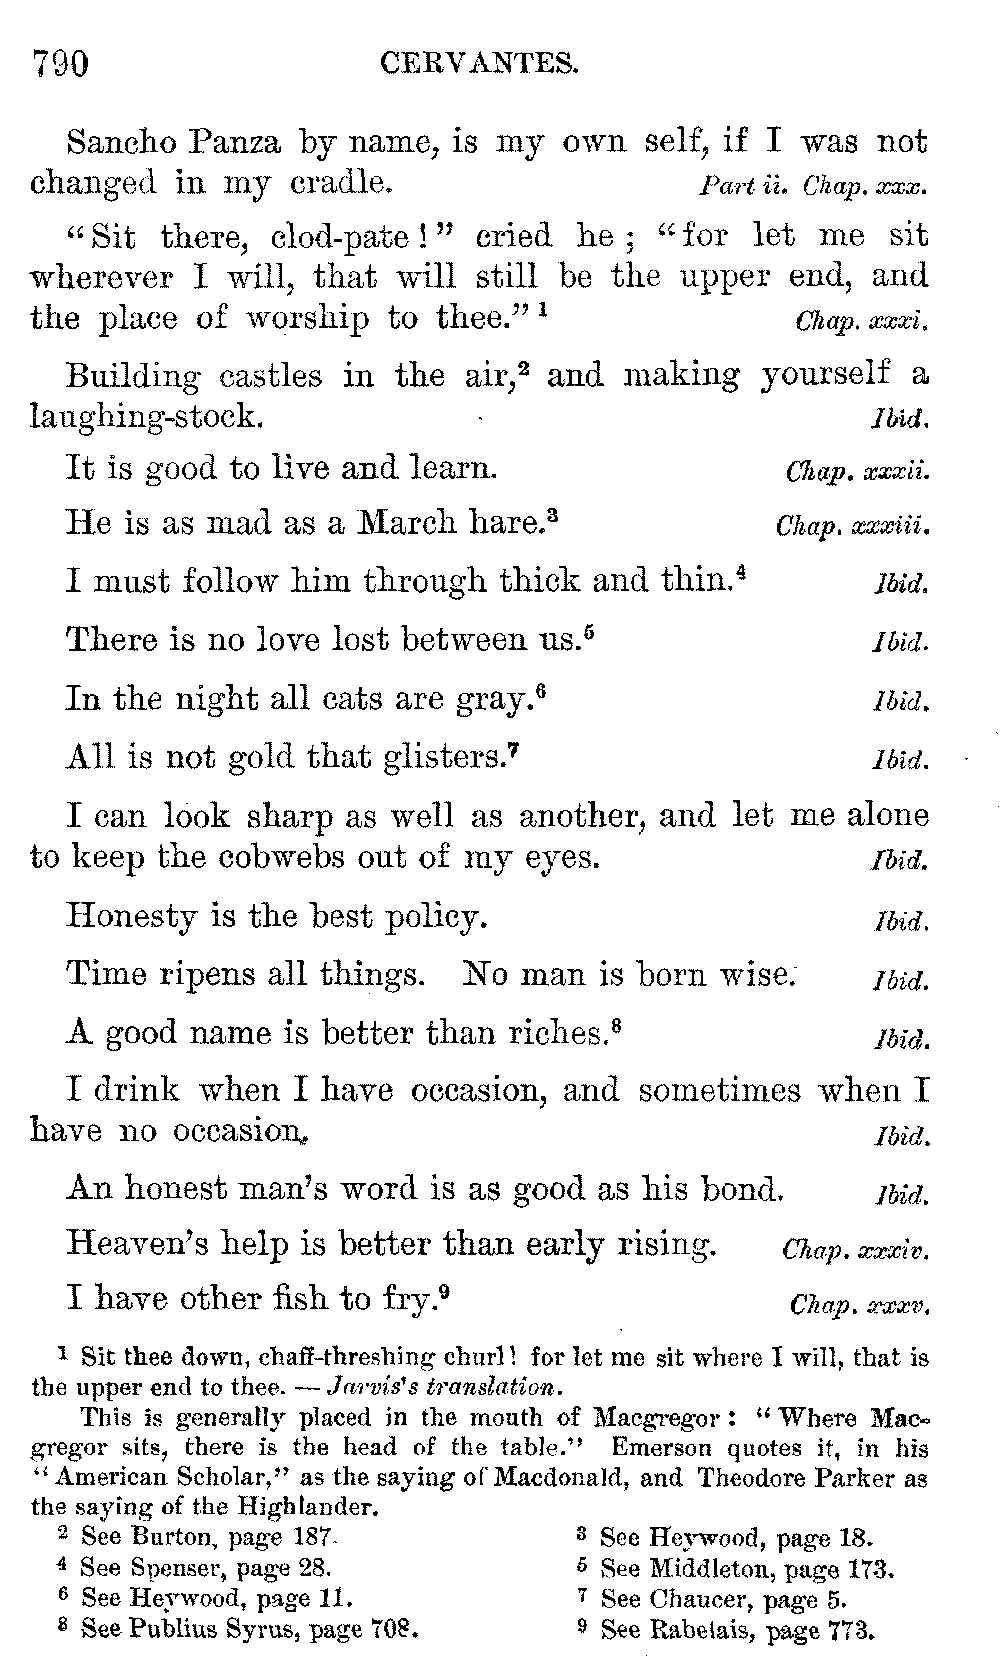 790 CERVANTES.
Sancho Panza by name, is my own self, if I was not
changed in my cradle. Part ii. Chap. xxx.
“Sit there, clod-pate!” cried he; “for let me sit
wherever I will, that will still be the upper end, and
the place of worship to thee.” ¹ Chap. xxxi.
Building castles in the air,² and making yourself a
laughing-stock. Ibid.
It is good to live and learn. Chap. xxxii.
He is as mad as a March hare.³ Chap. xxxiii.
I must follow him through thick and thin.⁴ Ibid.
There is no love lost between us.⁵ Ibid.
In the night all cats are gray.⁶ Ibid.
All is not gold that glisters.⁷ Ibid.
I can look sharp as well as another, and let me alone
to keep the cobwebs out of my eyes. Ibid.
Honesty is the best policy. Ibid.
Time ripens all things. No man is born wise. Ibid.
A good name is better than riches.⁸ Ibid.
I drink when I have occasion, and sometimes when I
have no occasion. Ibid.
An honest man’s word is as good as his bond. Ibid.
Heaven’s help is better than early rising. Chap. xxxiv.
I have other fish to fry.⁹ Chap. xxxv.
¹ Sit thee down, chaff-threshing churl! for let me sit where I will, that is
the upper end to thee. — Jarvis’s translation.
This is generally placed in the mouth of Macgregor: “Where Mac-
gregor sits, there is the head of the table.” Emerson quotes it, in his
“American Scholar,” as the saying of Macdonald, and Theodore Parker as
the saying of the Highlander.
² See Burton, page 187. ³ See Heywood, page 18.
⁴ See Spenser, page 28. ⁵ See Middleton, page 173.
⁶ See Heywood, page 11. ⁷ See Chaucer, page 5.
⁸ See Publius Syrus, page 708. ⁹ See Rabelais, page 773.